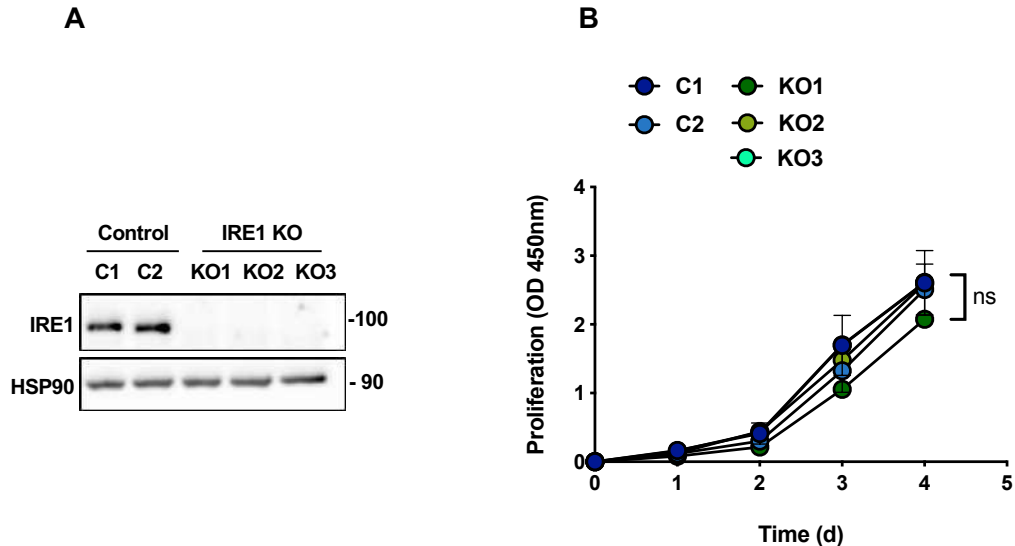 A
Control IRE1 KO
C1 C2 KO1 KO2 KO3
IRE1 -100
HSP90 - 90
B
C1 KO1
C2 KO2
KO3
Proliferation (OD 450nm)
4
3
2
1
0
ns
0 1 2 3 4 5
Time (d)